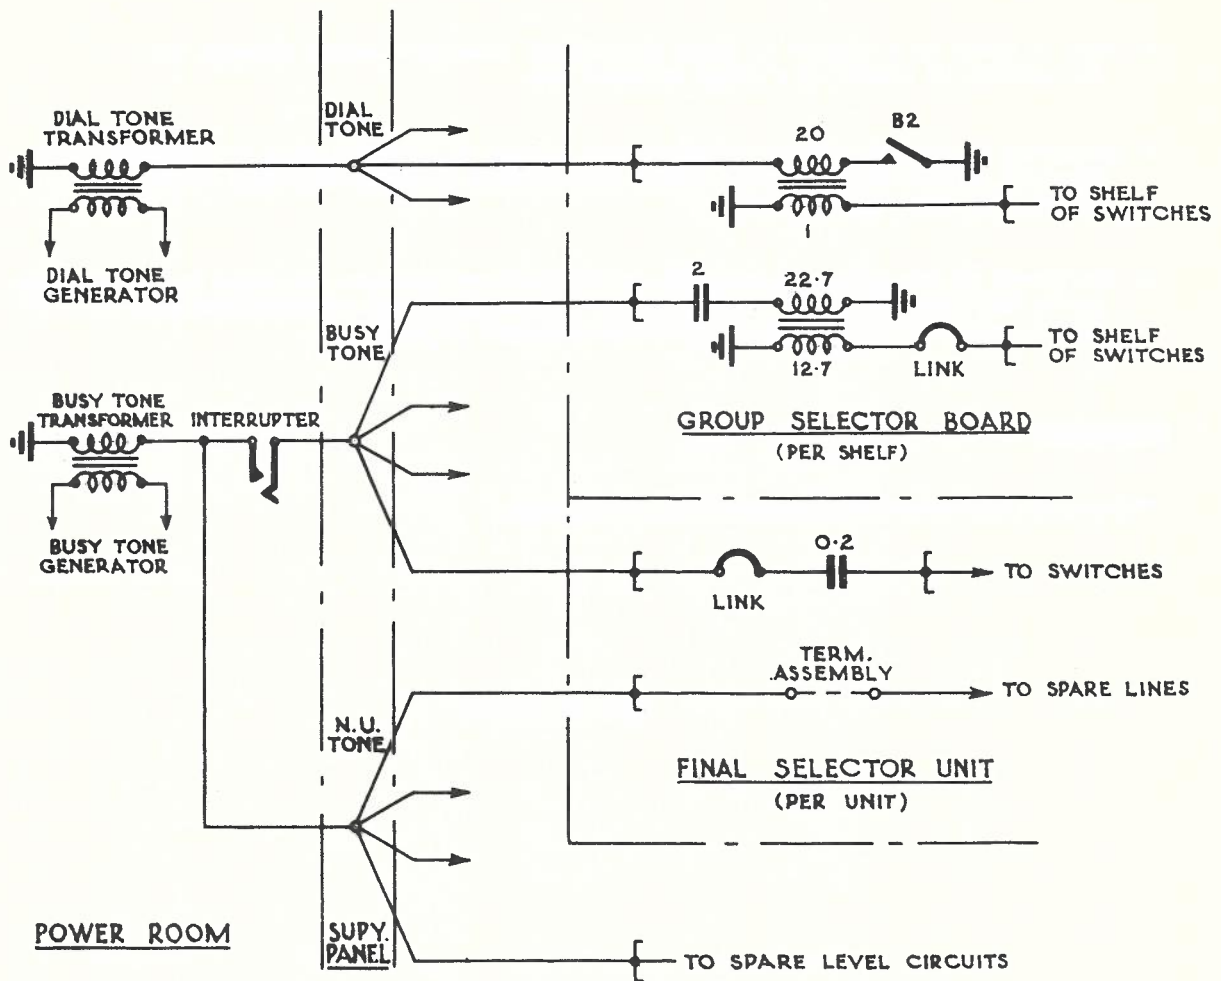 DIAL TONE
TRANSFORMER
DIAL
TONE
20
B2
1
TO SHELF
OF SWITCHES
DIAL TONE
GENERATOR
2
22·7
BUSY
TONE
12·7
LINK
TO SHELF
OF SWITCHES
BUSY TONE
TRANSFORMER
INTERRUPTER
GROUP SELECTOR BOARD
(PER SHELF)
BUSY TONE
GENERATOR
0·2
LINK
TO SWITCHES
TERM.
ASSEMBLY
TO SPARE LINES
N.U.
TONE
FINAL SELECTOR UNIT
(PER UNIT)
POWER ROOM
SUPY.
PANEL
TO SPARE LEVEL CIRCUITS